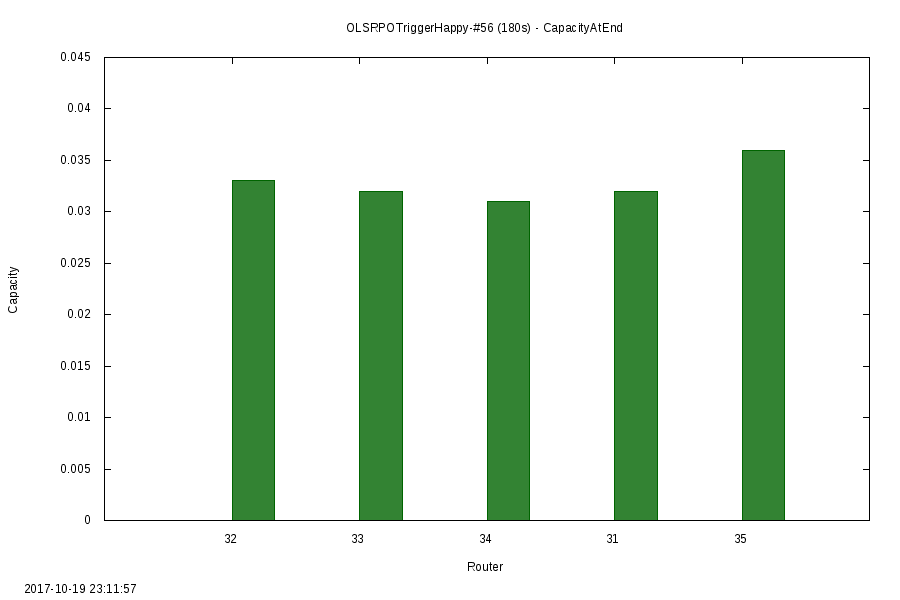 OLSRPOTriggerHappy-#56 (180s) - CapacityAtEnd
0.045
0.04
0.035
0.03
0.025
0.02
0.015
0.01
0.005
0
Capacity
32 33 34 31 35
Router
2017-10-19 23:11:57